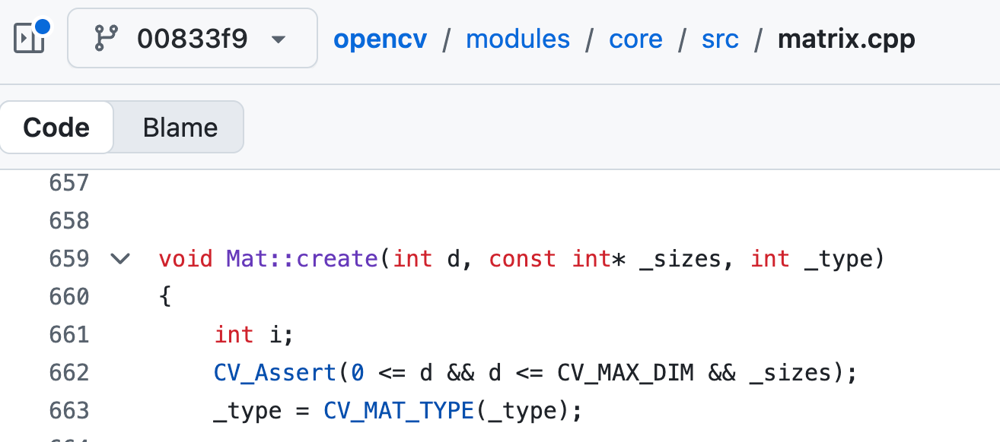 00833f9 opencv / modules / core / src / matrix.cpp
Code Blame
657
658
659 void Mat::create(int d, const int* _sizes, int _type)
660 {
661 int i;
662 CV_Assert(0 <= d && d <= CV_MAX_DIM && _sizes);
663 _type = CV_MAT_TYPE(_type);